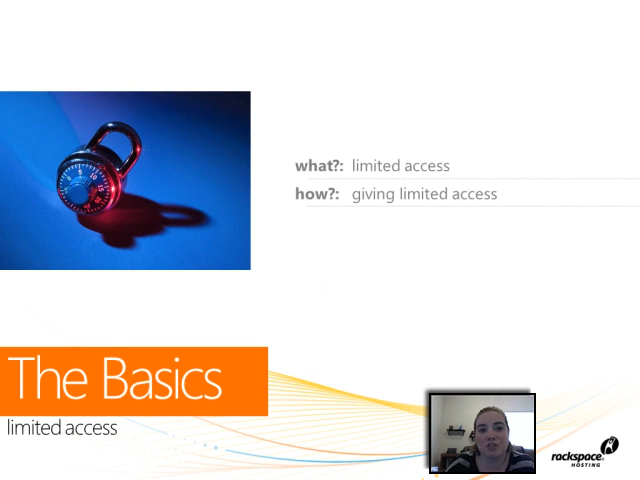 what?: limited access
how?: giving limited access
The Basics
limited access
rackspace
HOSTING